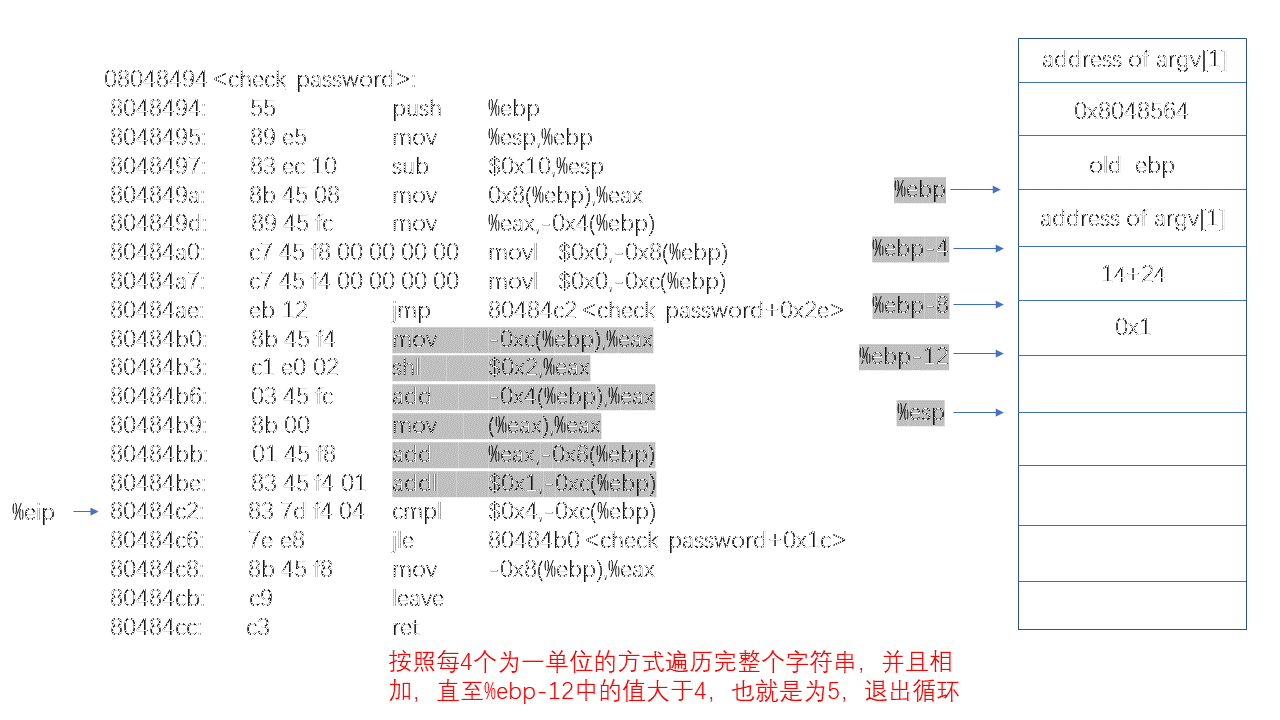 08048494 <check password>:
8048494: 55 push %ebp
8048495: 89 e5 mov %esp,%ebp
8048497: 83 ec 10 sub $0x10,%esp
804849a: 8b 45 08 mov 0x8(%ebp),%eax
804849d: 89 45 fc mov %eax,-0x4(%ebp)
80484a0: c7 45 f8 00 00 00 00 movl $0x0,-0x8(%ebp)
80484a7: c7 45 f4 00 00 00 00 movl $0x0,-0xc(%ebp)
80484ae: eb 12 jmp 80484c2 <check password+0x2e>
80484b0: 8b 45 f4 mov -0xc(%ebp),%eax
80484b3: c1 e0 02 shl $0x2,%eax
80484b6: 03 45 fc add -0x4(%ebp),%eax
80484b9: 8b 00 mov (%eax),%eax
80484bb: 01 45 f8 add %eax,-0x8(%ebp)
80484be: 83 45 f4 01 addl $0x1,-0xc(%ebp)
%eip
80484c2: 83 7d f4 04 cmpl $0x4,-0xc(%ebp)
80484c6: 7e e8 jle 80484b0 <check password+0x1c>
80484c8: 8b 45 f8 mov -0x8(%ebp),%eax
80484cb: c9 leave
80484cc: c3 ret
按照每4个为一单位的方式遍历完整个字符串，并且相
加，直至%ebp-12中的值大于4，也就是为5，退出循环
%ebp
%ebp-4
%ebp-8
%ebp-12
%esp
address of argv[1]
0x8048564
old ebp
address of argv[1]
14+24
0x1